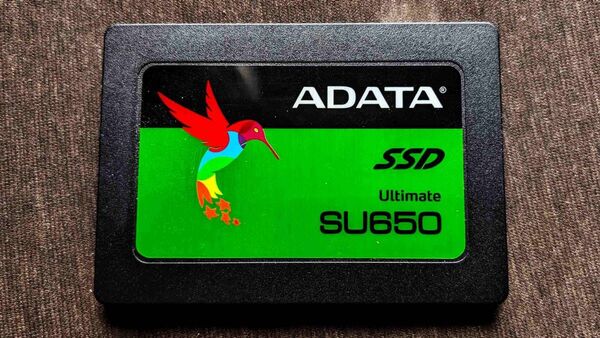 ADATA®
SSD
Ultimate
SU650